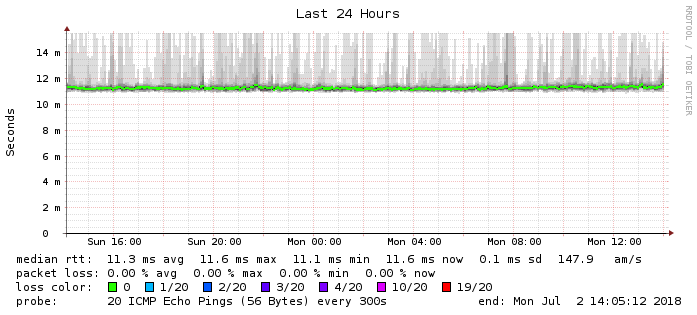 Last 24 Hours
RRDTOOL / TOBI OETIKER
Seconds
14 m
12 m
10 m
8 m
6 m
4 m
2 m
0
Sun 16:00 Sun 20:00 Mon 00:00 Mon 04:00 Mon 08:00 Mon 12:00
median rtt: 11.3 ms avg 11.6 ms max 11.1 ms min 11.6 ms now 0.1 ms sd 147.9 am/s
packet loss: 0.00 % avg 0.00 % max 0.00 % min 0.00 % now
loss color: 0 1/20 2/20 3/20 4/20 10/20 19/20
probe: 20 ICMP Echo Pings (56 Bytes) every 300s end: Mon Jul 2 14:05:12 2018